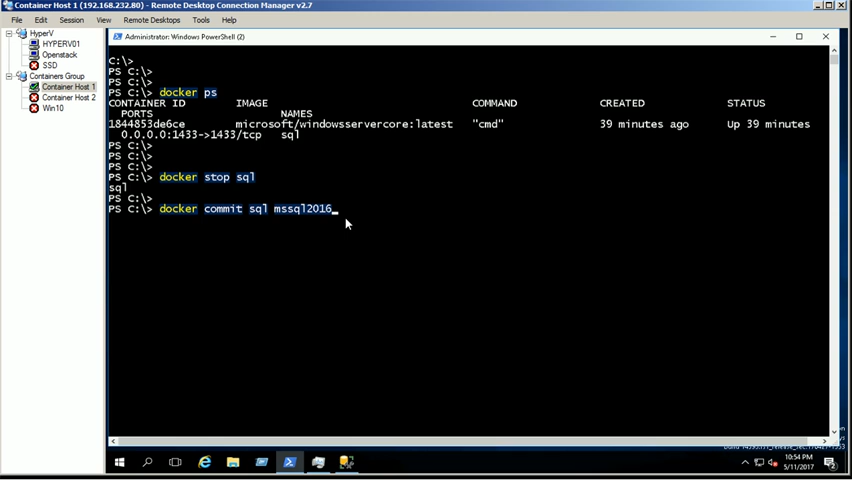 Container Host 1 (192.168.232.80) - Remote Desktop Connection Manager v2.7
File Edit Session View Remote Desktops Tools Help
HyperV
HYPERV01
Openstack
SSD
Containers Group
Container Host 1
Container Host 2
Win10
Administrator: Windows PowerShell (2)
C:\>
PS C:\>
PS C:\>
PS C:\> docker ps
CONTAINER ID IMAGE COMMAND CREATED STATUS
PORTS NAMES
1844853de6ce microsoft/windowsservercore:latest "cmd" 39 minutes ago Up 39 minutes
0.0.0.0:1433->1433/tcp sql
PS C:\>
PS C:\>
PS C:\>
PS C:\> docker stop sql
sql
PS C:\>
PS C:\> docker commit sql mssql2016_
10:54 PM
5/11/2017